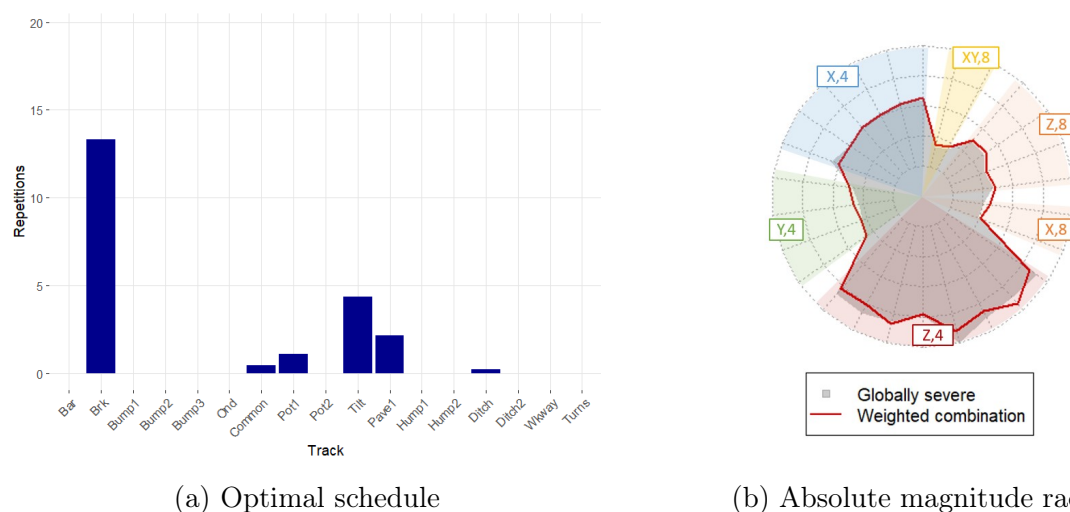 20
15
10
5
0
Repetitions
Bar
Brk
Bump1
Bump2
Bump3
Ond
Common
Pot1
Pot2
Tilt
Pave1
Hump1
Hump2
Ditch
Ditch2
Wkway
Turns
Track
(a) Optimal schedule
XY,8
X,4
Z,8
Y,4
X,8
Z,4
Globally severe
Weighted combination
(b) Absolute magnitude rad